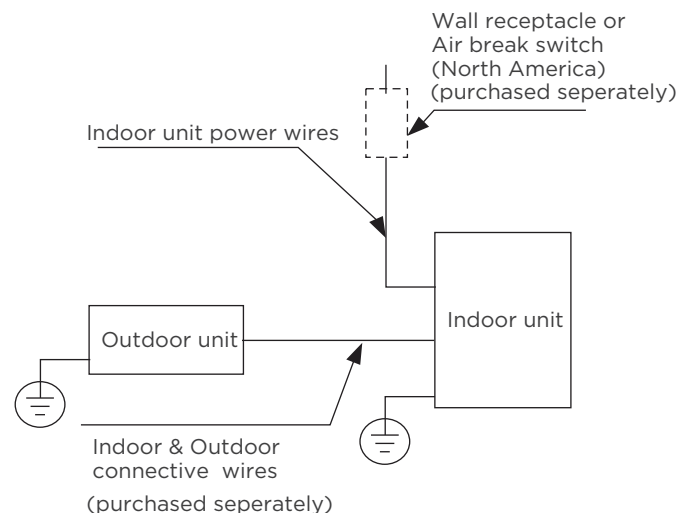 Wall receptacle or
Air break switch
(North America)
(purchased seperately)
Indoor unit power wires
Indoor unit
Outdoor unit
Indoor & Outdoor
connective wires
(purchased seperately)